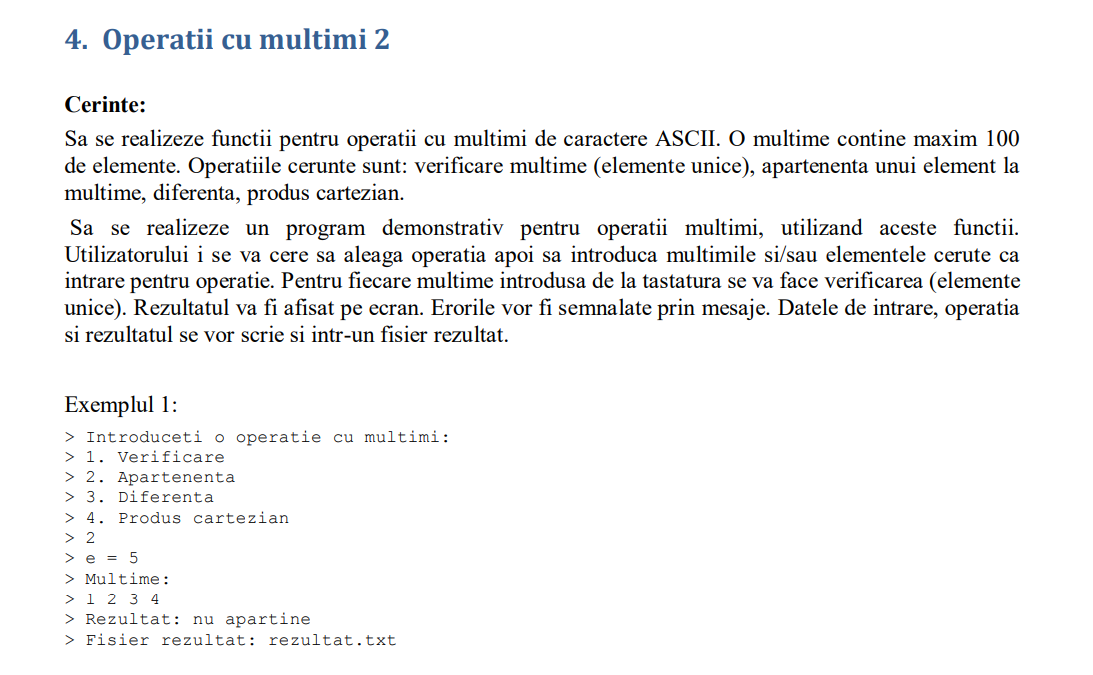 4. Operatii cu multimi 2
Cerinte:
Sa se realizeze functii pentru operatii cu multimi de caractere ASCII. O multime contine maxim 100
de elemente. Operatiile cerunte sunt: verificare multime (elemente unice), apartenenta unui element la
multime, diferenta, produs cartezian.
Sa se realizeze un program demonstrativ pentru operatii multimi, utilizand aceste functii.
Utilizatorului i se va cere sa aleaga operatia apoi sa introduca multimile si/sau elementele cerute ca
intrare pentru operatie. Pentru fiecare multime introdusa de la tastatura se va face verificarea (elemente
unice). Rezultatul va fi afisat pe ecran. Erorile vor fi semnalate prin mesaje. Datele de intrare, operatia
si rezultatul se vor scrie si intr-un fisier rezultat.
Exemplul 1:
> Introduceti o operatie cu multimi:
> 1. Verificare
> 2. Apartenenta
> 3. Diferenta
> 4. Produs cartezian
> 2
> e = 5
> Multime:
> 1 2 3 4
> Rezultat: nu apartine
> Fisier rezultat: rezultat.txt